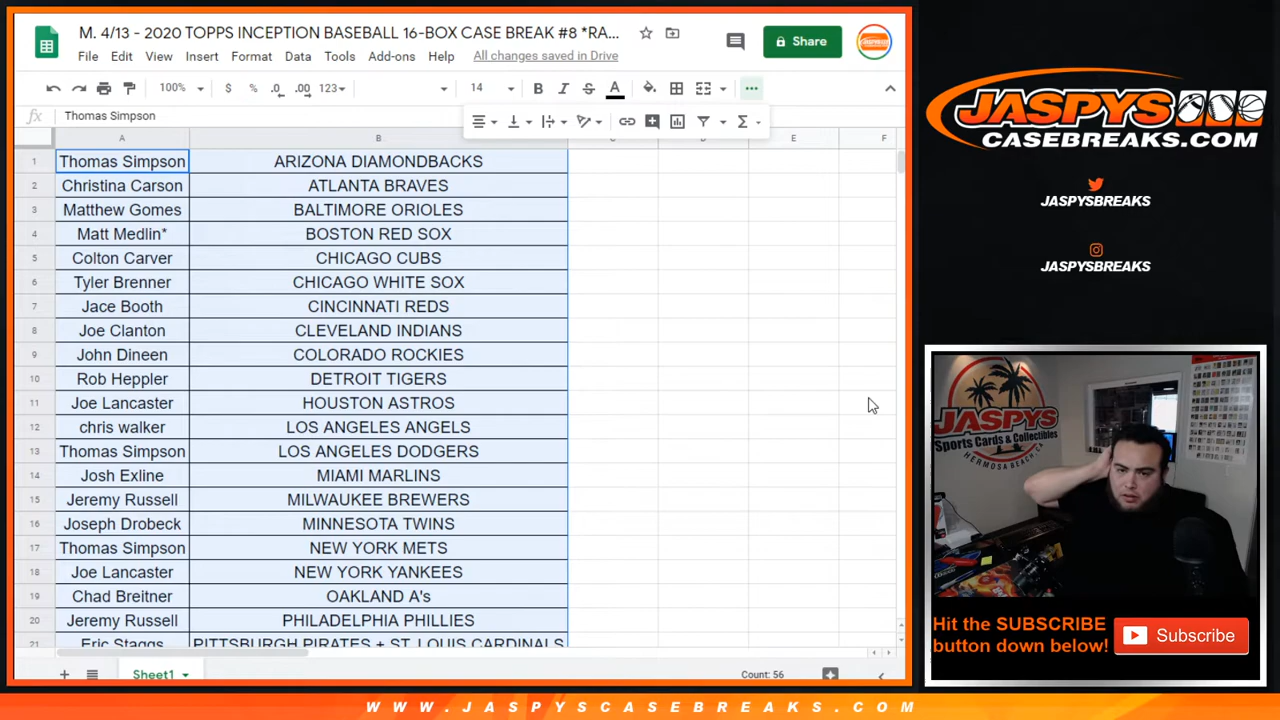 M. 4/13 - 2020 TOPPS INCEPTION BASEBALL 16-BOX CASE BREAK #8 *RA...
File Edit View Insert Format Data Tools Add-ons Help All changes saved in Drive
Share
100% $ % .0 .00 123 14 B I S A
fx Thomas Simpson
A B C D E F
1 Thomas Simpson ARIZONA DIAMONDBACKS
2 Christina Carson ATLANTA BRAVES
3 Matthew Gomes BALTIMORE ORIOLES
4 Matt Medlin* BOSTON RED SOX
5 Colton Carver CHICAGO CUBS
6 Tyler Brenner CHICAGO WHITE SOX
7 Jace Booth CINCINNATI REDS
8 Joe Clanton CLEVELAND INDIANS
9 John Dineen COLORADO ROCKIES
10 Rob Heppler DETROIT TIGERS
11 Joe Lancaster HOUSTON ASTROS
12 chris walker LOS ANGELES ANGELS
13 Thomas Simpson LOS ANGELES DODGERS
14 Josh Exline MIAMI MARLINS
15 Jeremy Russell MILWAUKEE BREWERS
16 Joseph Drobeck MINNESOTA TWINS
17 Thomas Simpson NEW YORK METS
18 Joe Lancaster NEW YORK YANKEES
19 Chad Breitner OAKLAND A's
20 Jeremy Russell PHILADELPHIA PHILLIES
21 Eric Staggs PITTSBURGH PIRATES + ST. LOUIS CARDINALS
Sheet1
Count: 56
JASPYS
CASEBREAKS.COM
JASPYSBREAKS
JASPYSBREAKS
JASPYS
Sports Cards & Collectibles
HERMOSA BEACH, CA
Hit the SUBSCRIBE
button down below!
Subscribe
WWW.JASPYSCASEBREAKS.COM